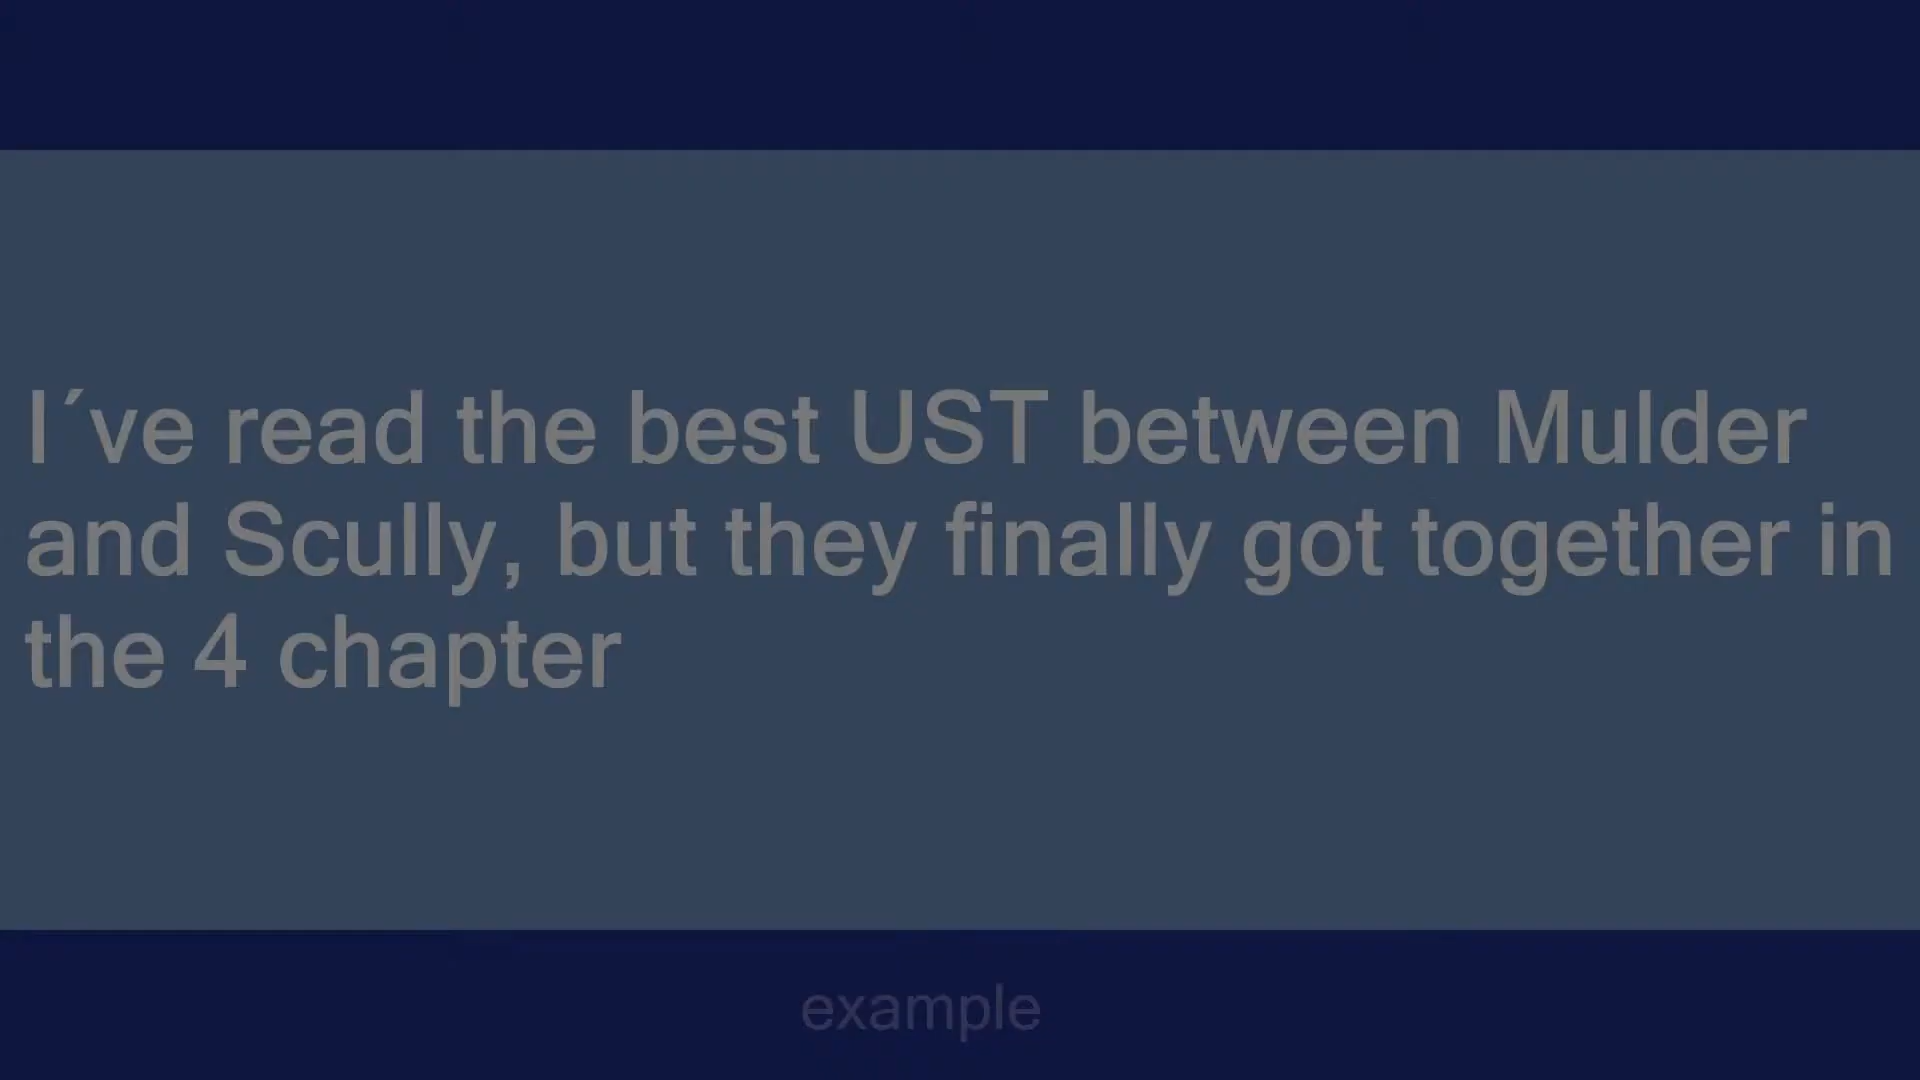 I´ve read the best UST between Mulder
and Scully, but they finally got together in
the 4 chapter
example